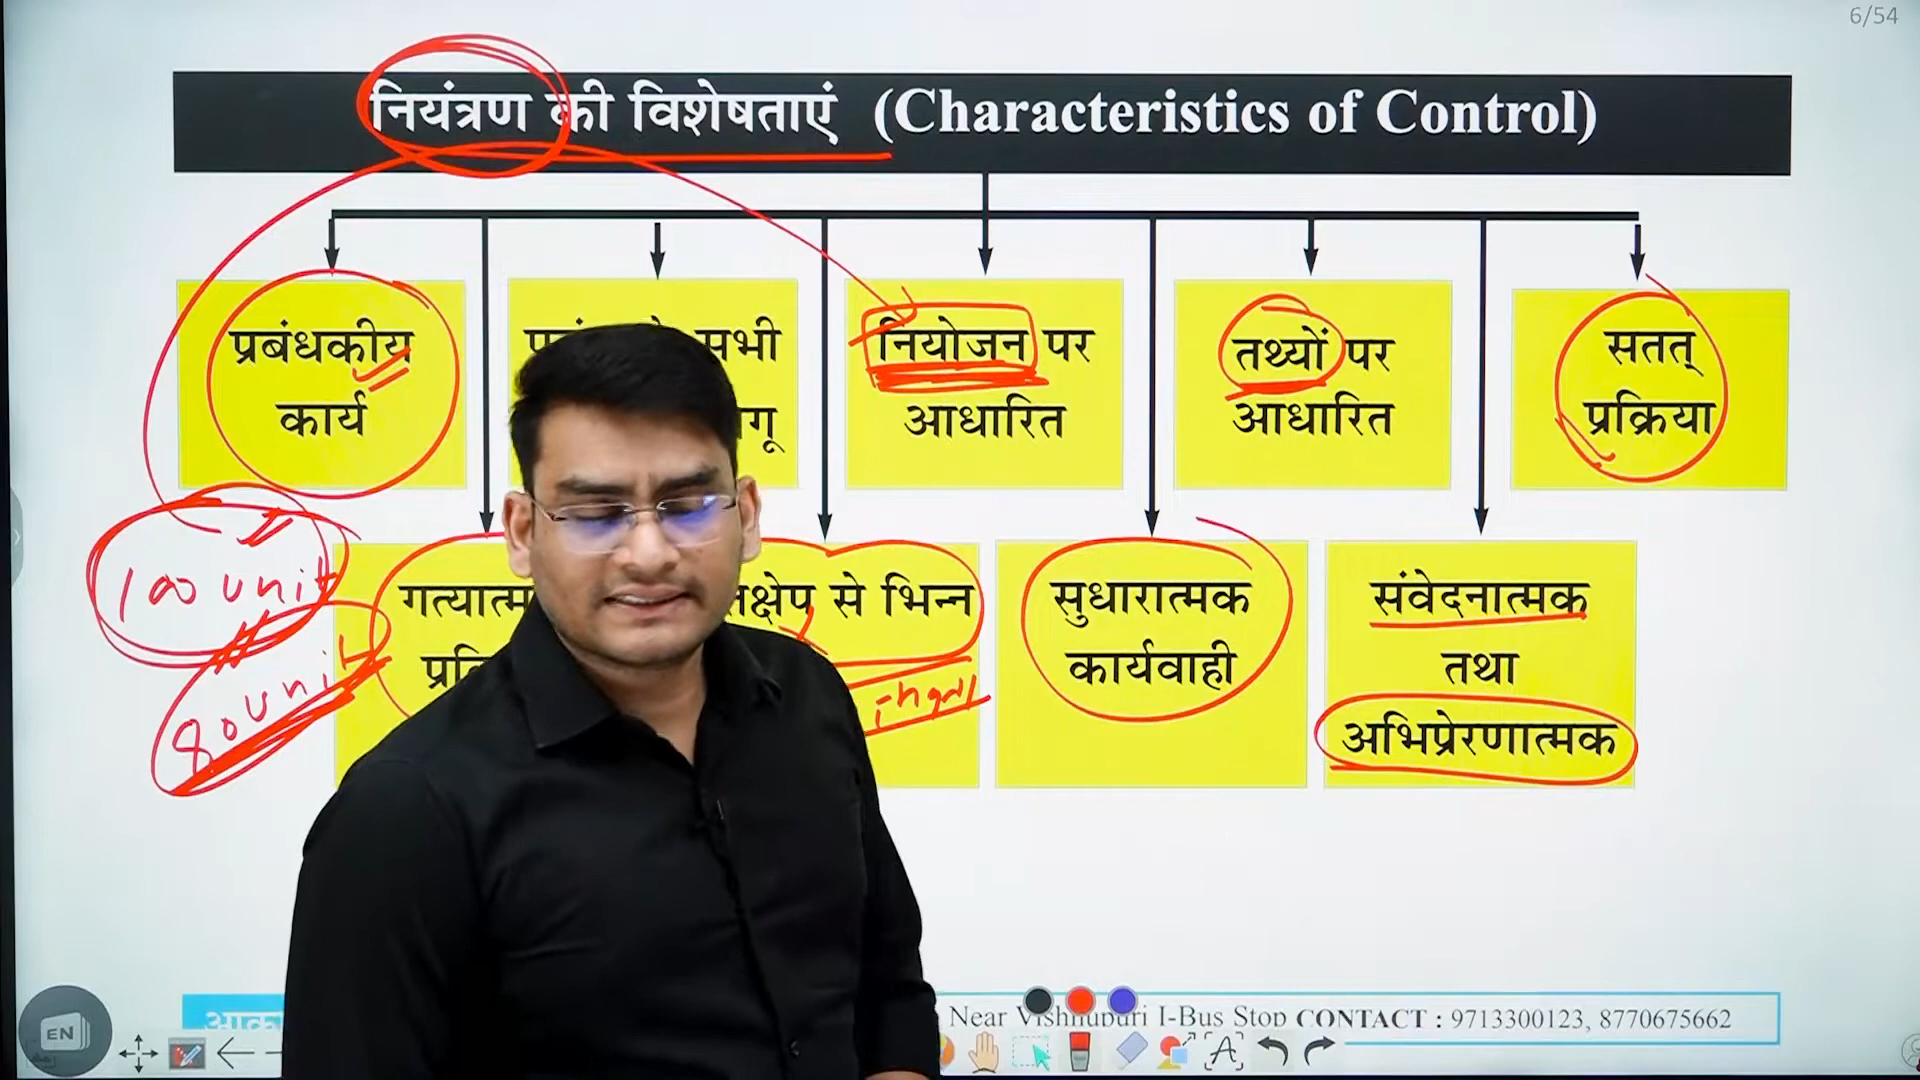 6/54
नियंत्रण की विशेषताएं (Characteristics of Control)
प्रबंधकीय
कार्य
सभी
नियोजन पर
आधारित
तथ्यों पर
आधारित
सतत्
प्रक्रिया
100 unit
80 unit
से भिन्न
सुधारात्मक
कार्यवाही
संवेदनात्मक
तथा
अभिप्रेरणात्मक
EN
Near Vishnupuri I-Bus Stop CONTACT : 9713300123, 8770675662